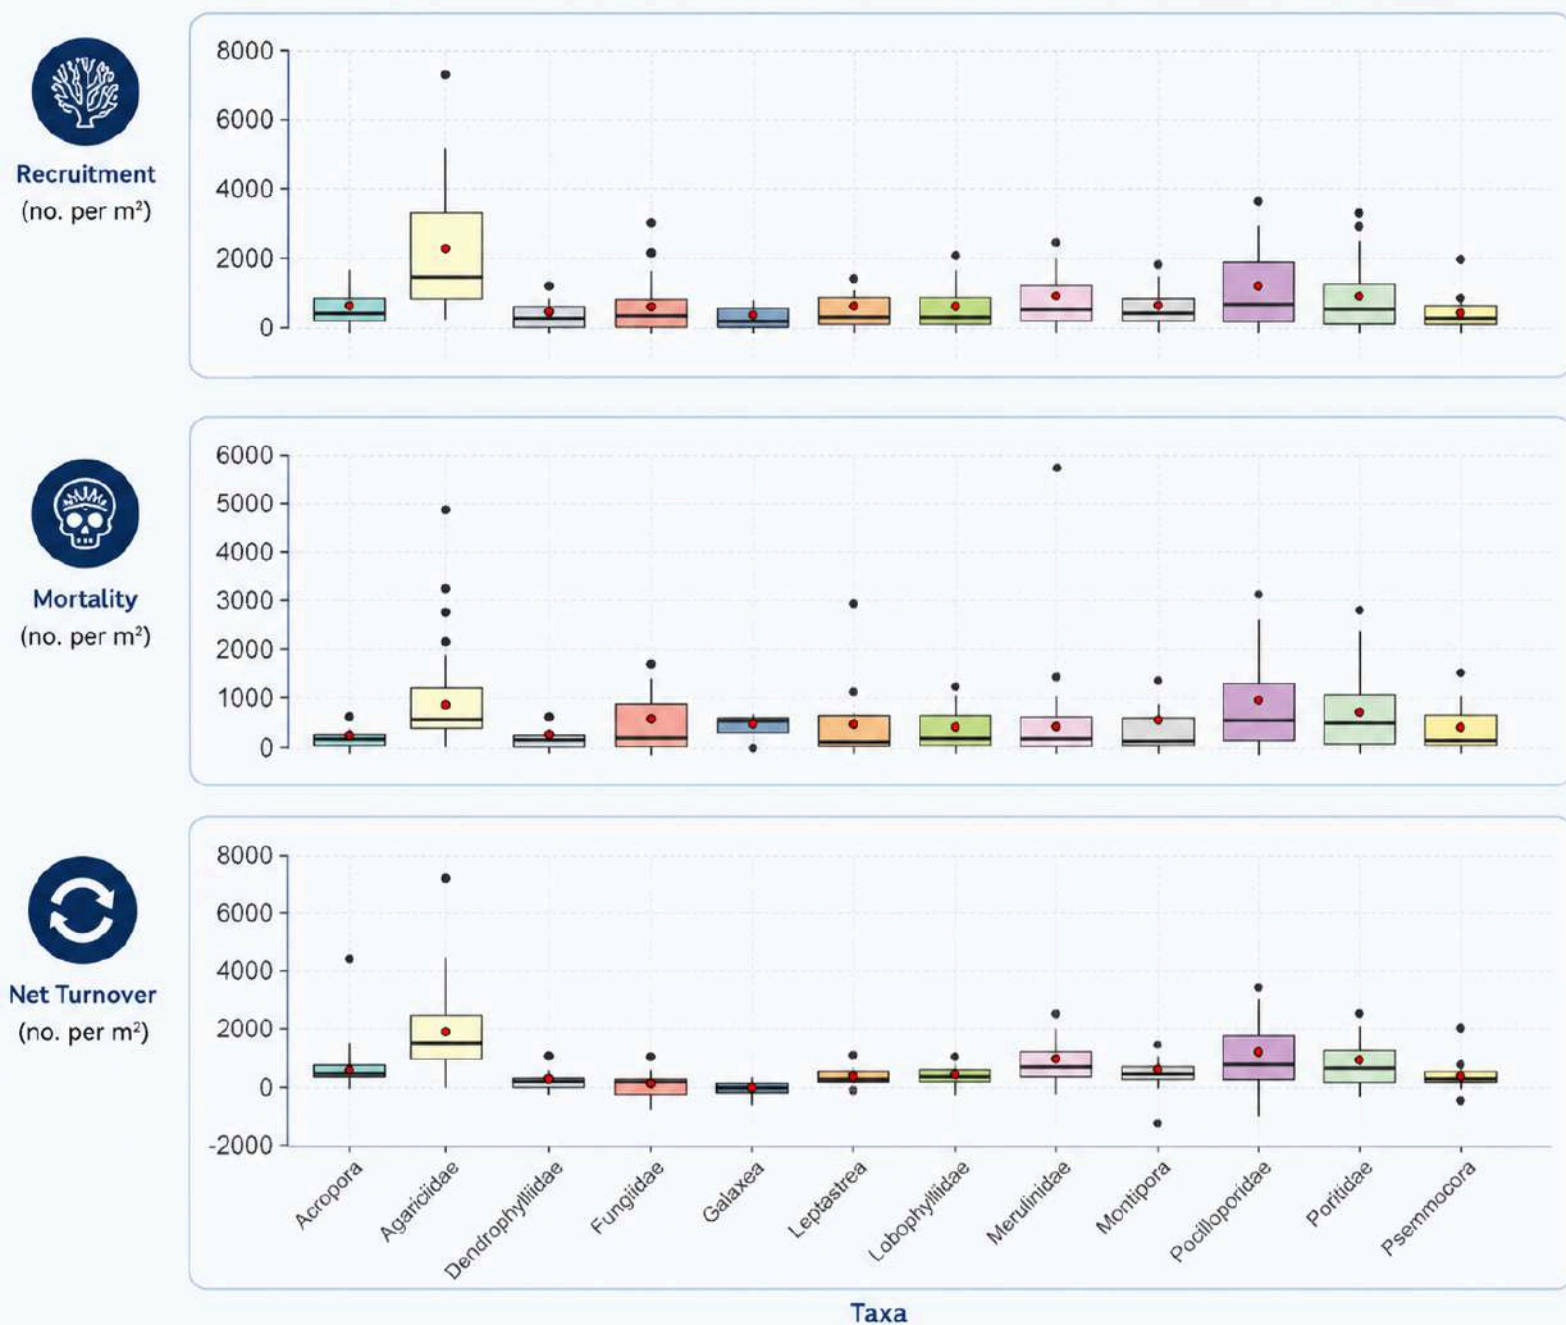 8000
6000
4000
2000
0
Recruitment
(no. per m²)
6000
5000
4000
3000
2000
1000
0
Mortality
(no. per m²)
8000
6000
4000
2000
0
-2000
Net Turnover
(no. per m²)
Acropora
Agariciidae
Dendrophylliidae
Fungiidae
Galaxea
Leptastrea
Lobophylliidae
Merulinidae
Montipora
Pocilloporidae
Poritidae
Psemmocora
Taxa